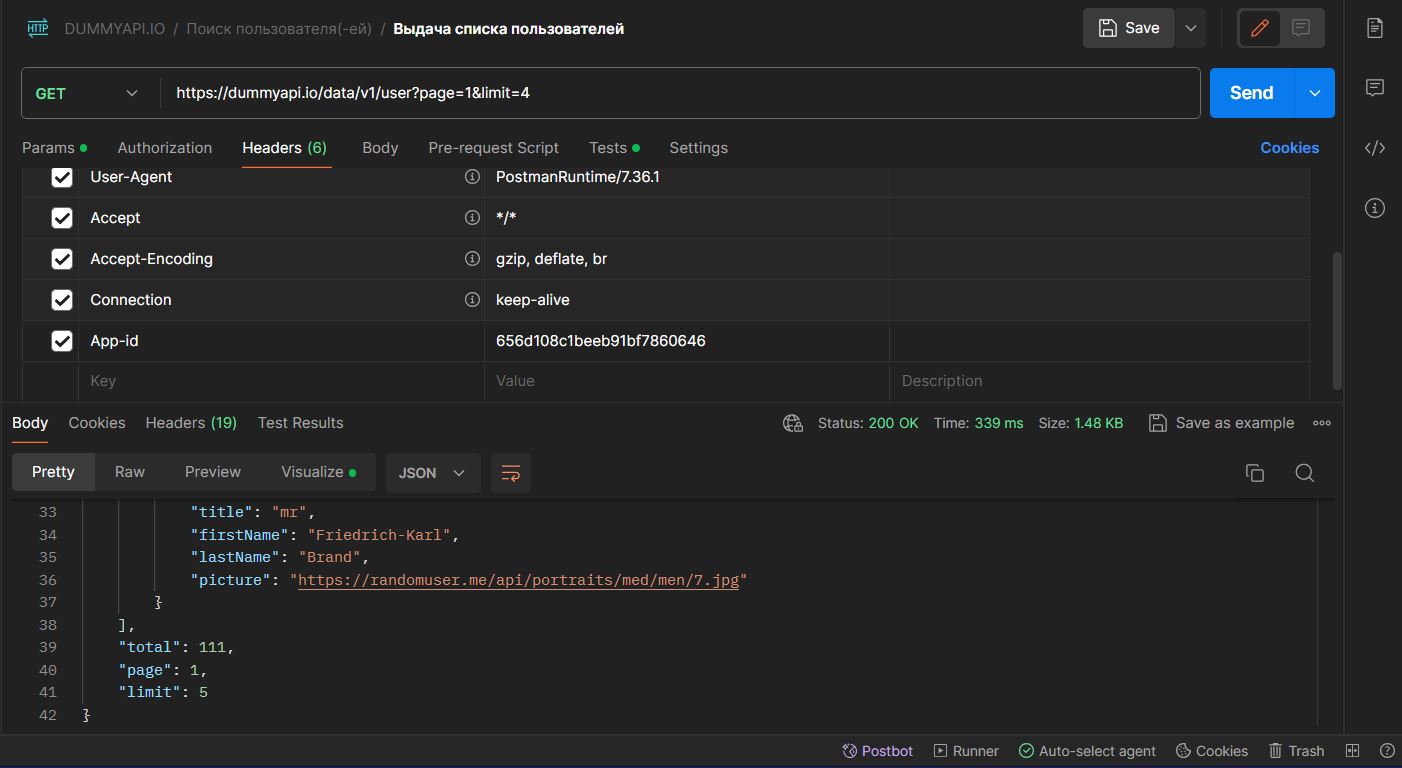 HTTP DUMMYAPI.IO / Поиск пользователя(-ей) / Выдача списка пользователей Save
GET https://dummyapi.io/data/v1/user?page=1&limit=4 Send
Params Authorization Headers (6) Body Pre-request Script Tests Settings Cookies
User-Agent PostmanRuntime/7.36.1
Accept */*
Accept-Encoding gzip, deflate, br
Connection keep-alive
App-id 656d108c1beeb91bf7860646
Key Value Description
Body Cookies Headers (19) Test Results Status: 200 OK Time: 339 ms Size: 1.48 KB Save as example
Pretty Raw Preview Visualize JSON
33 "title": "mr",
34 "firstName": "Friedrich-Karl",
35 "lastName": "Brand",
36 "picture": "https://randomuser.me/api/portraits/med/men/7.jpg"
37 }
38 ],
39 "total": 111,
40 "page": 1,
41 "limit": 5
42 }
Postbot Runner Auto-select agent Cookies Trash